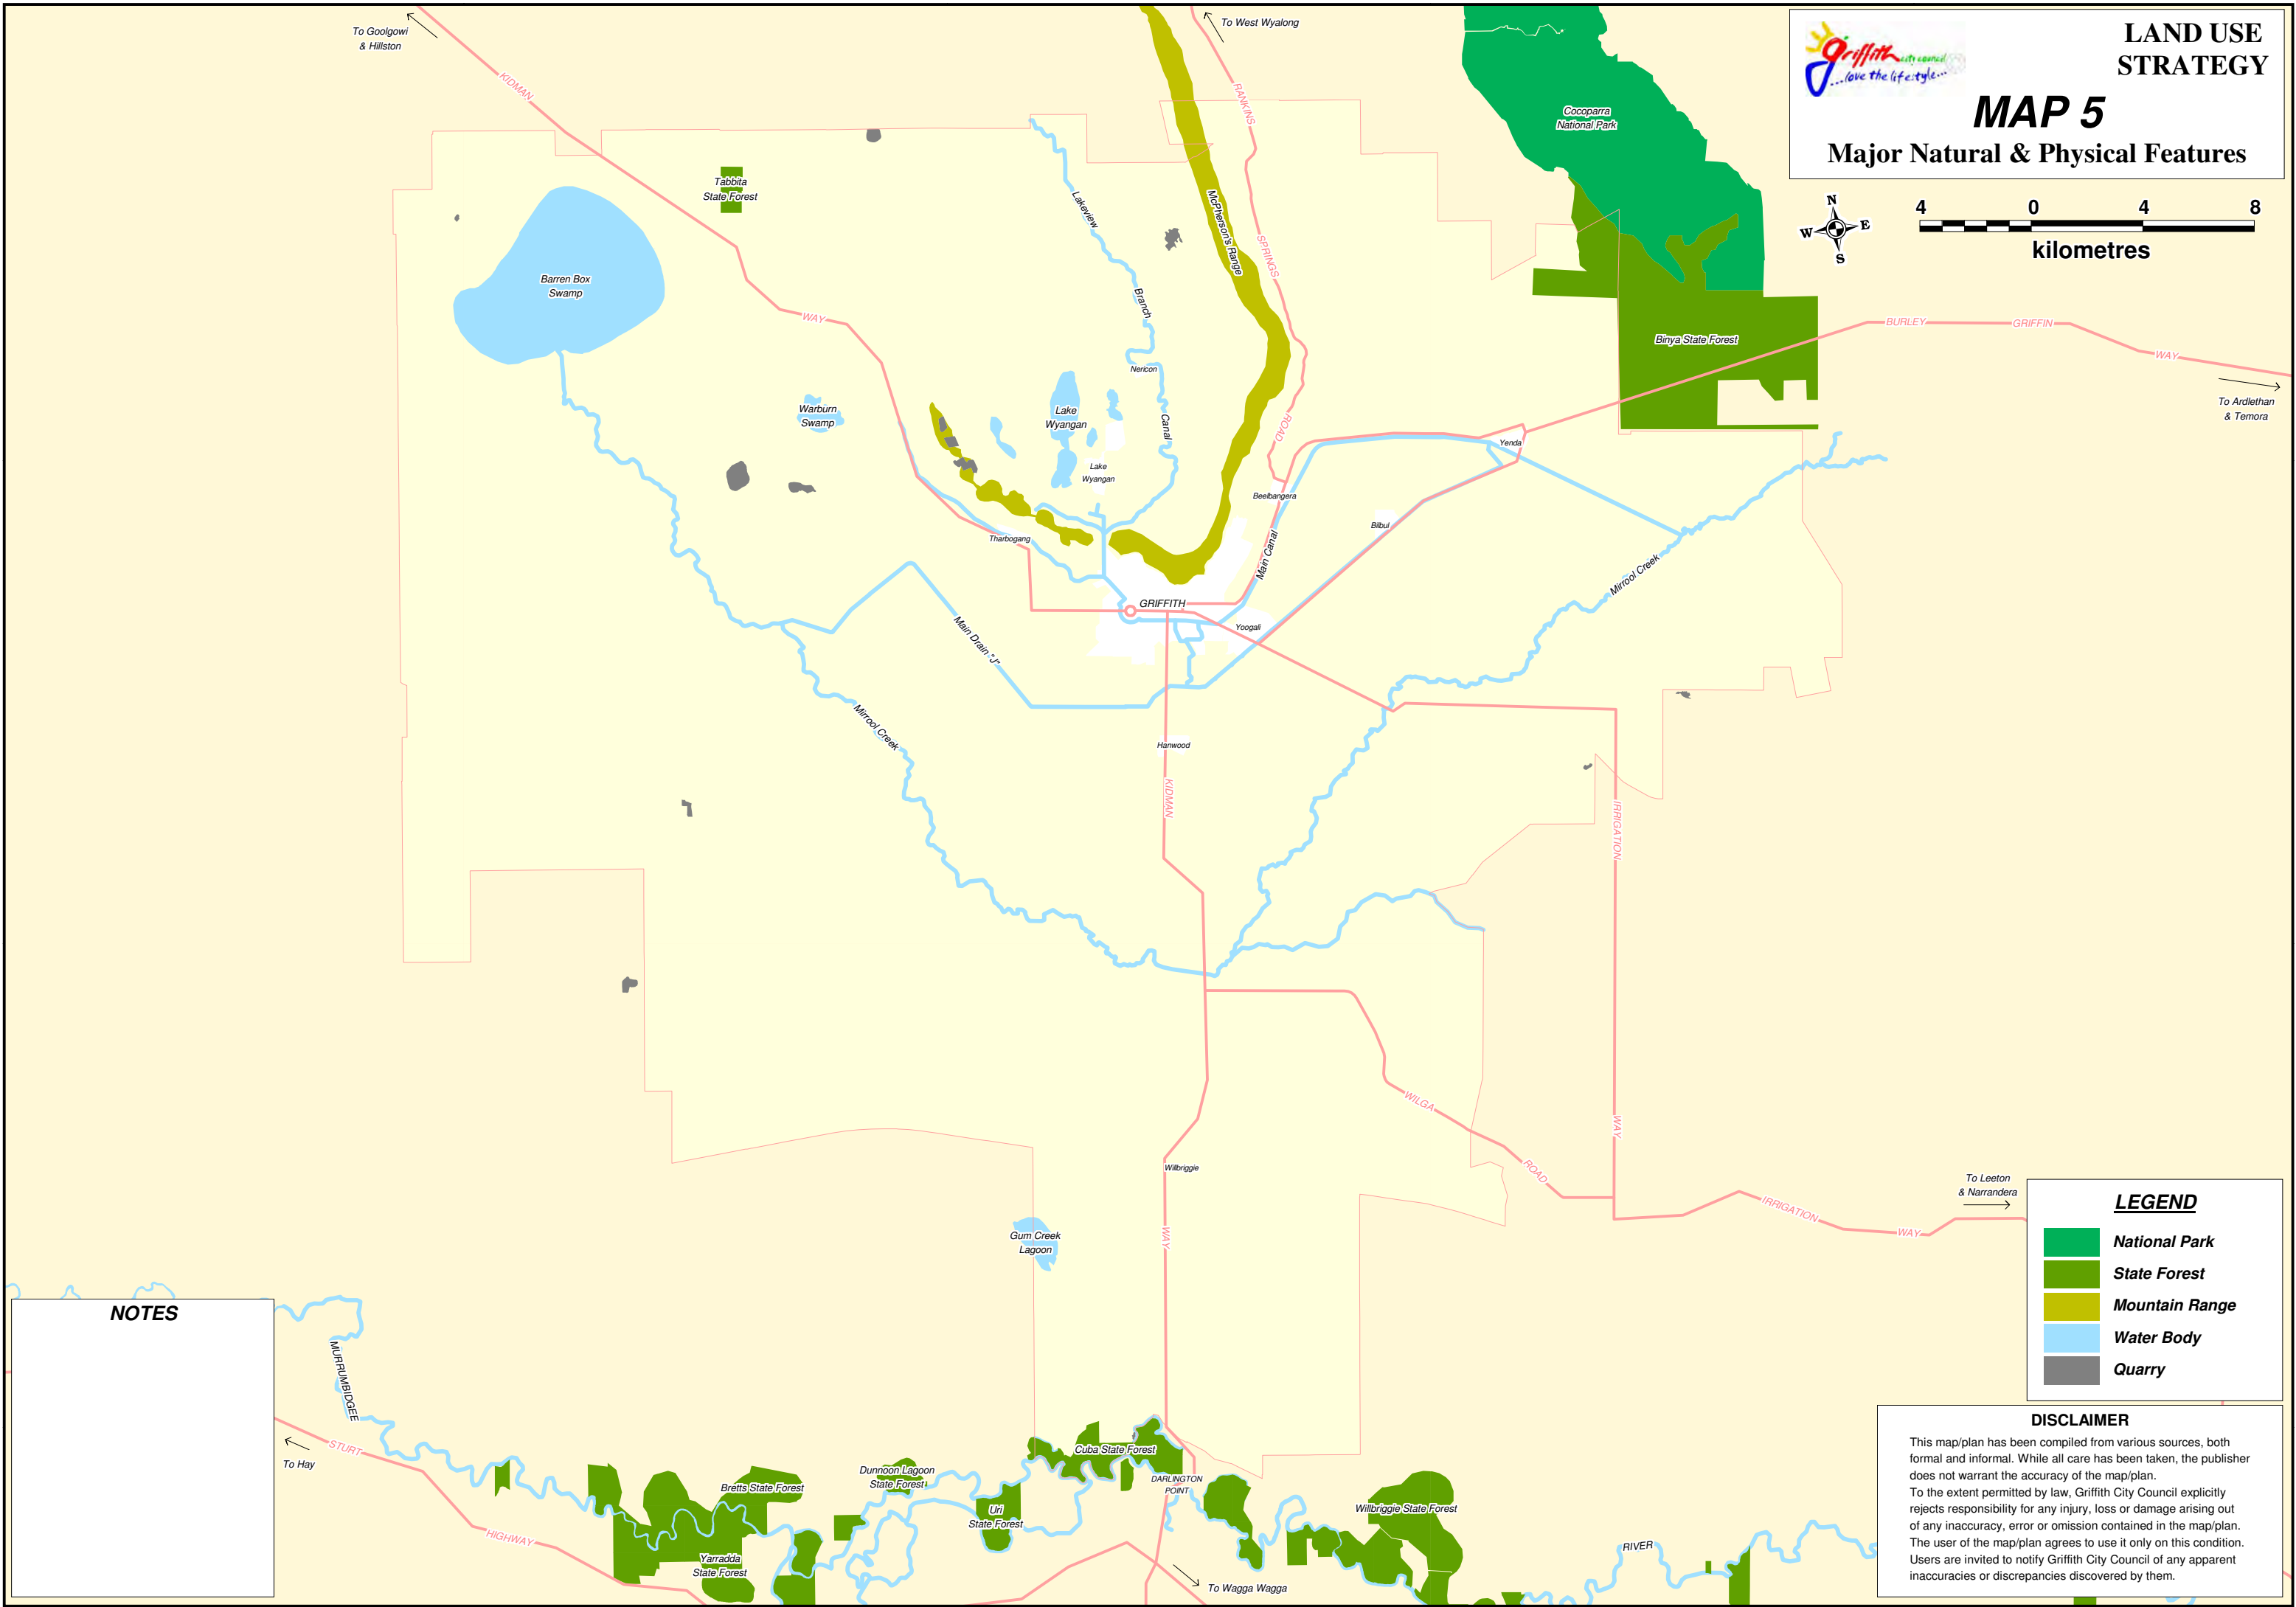 To Goolgowi
& Hillston
To West Wyalong
griffith city council
...love the lifestyle...
LAND USE
STRATEGY
MAP 5
Major Natural & Physical Features
N
W
E
S
4 0 4 8
kilometres
KIDMAN
WAY
RANKINS
SPRINGS
ROAD
Cocoparra
National Park
Tabbita
State Forest
Lakeview
Branch
Canal
McPherson's Range
Barren Box
Swamp
Binya State Forest
BURLEY
GRIFFIN
WAY
To Ardlethan
& Temora
Nericon
Warburn
Swamp
Lake
Wyangan
Lake
Wyangan
Yenda
Beelbangera
Bilbul
Tharbogang
Main Canal
Mirrool Creek
GRIFFITH
Yoogali
Main Drain "J"
Mirrool Creek
Hanwood
KIDMAN
IRRIGATION
WAY
WILGA
ROAD
Willbriggie
WAY
IRRIGATION
WAY
To Leeton
& Narrandera
Gum Creek
Lagoon
LEGEND
National Park
State Forest
Mountain Range
Water Body
Quarry
NOTES
MURRUMBIDGEE
STURT
To Hay
HIGHWAY
Bretts State Forest
Yarradda
State Forest
Dunnoon Lagoon
State Forest
Uri
State Forest
Cuba State Forest
DARLINGTON
POINT
Willbriggie State Forest
To Wagga Wagga
RIVER
DISCLAIMER
This map/plan has been compiled from various sources, both
formal and informal. While all care has been taken, the publisher
does not warrant the accuracy of the map/plan.
To the extent permitted by law, Griffith City Council explicitly
rejects responsibility for any injury, loss or damage arising out
of any inaccuracy, error or omission contained in the map/plan.
The user of the map/plan agrees to use it only on this condition.
Users are invited to notify Griffith City Council of any apparent
inaccuracies or discrepancies discovered by them.